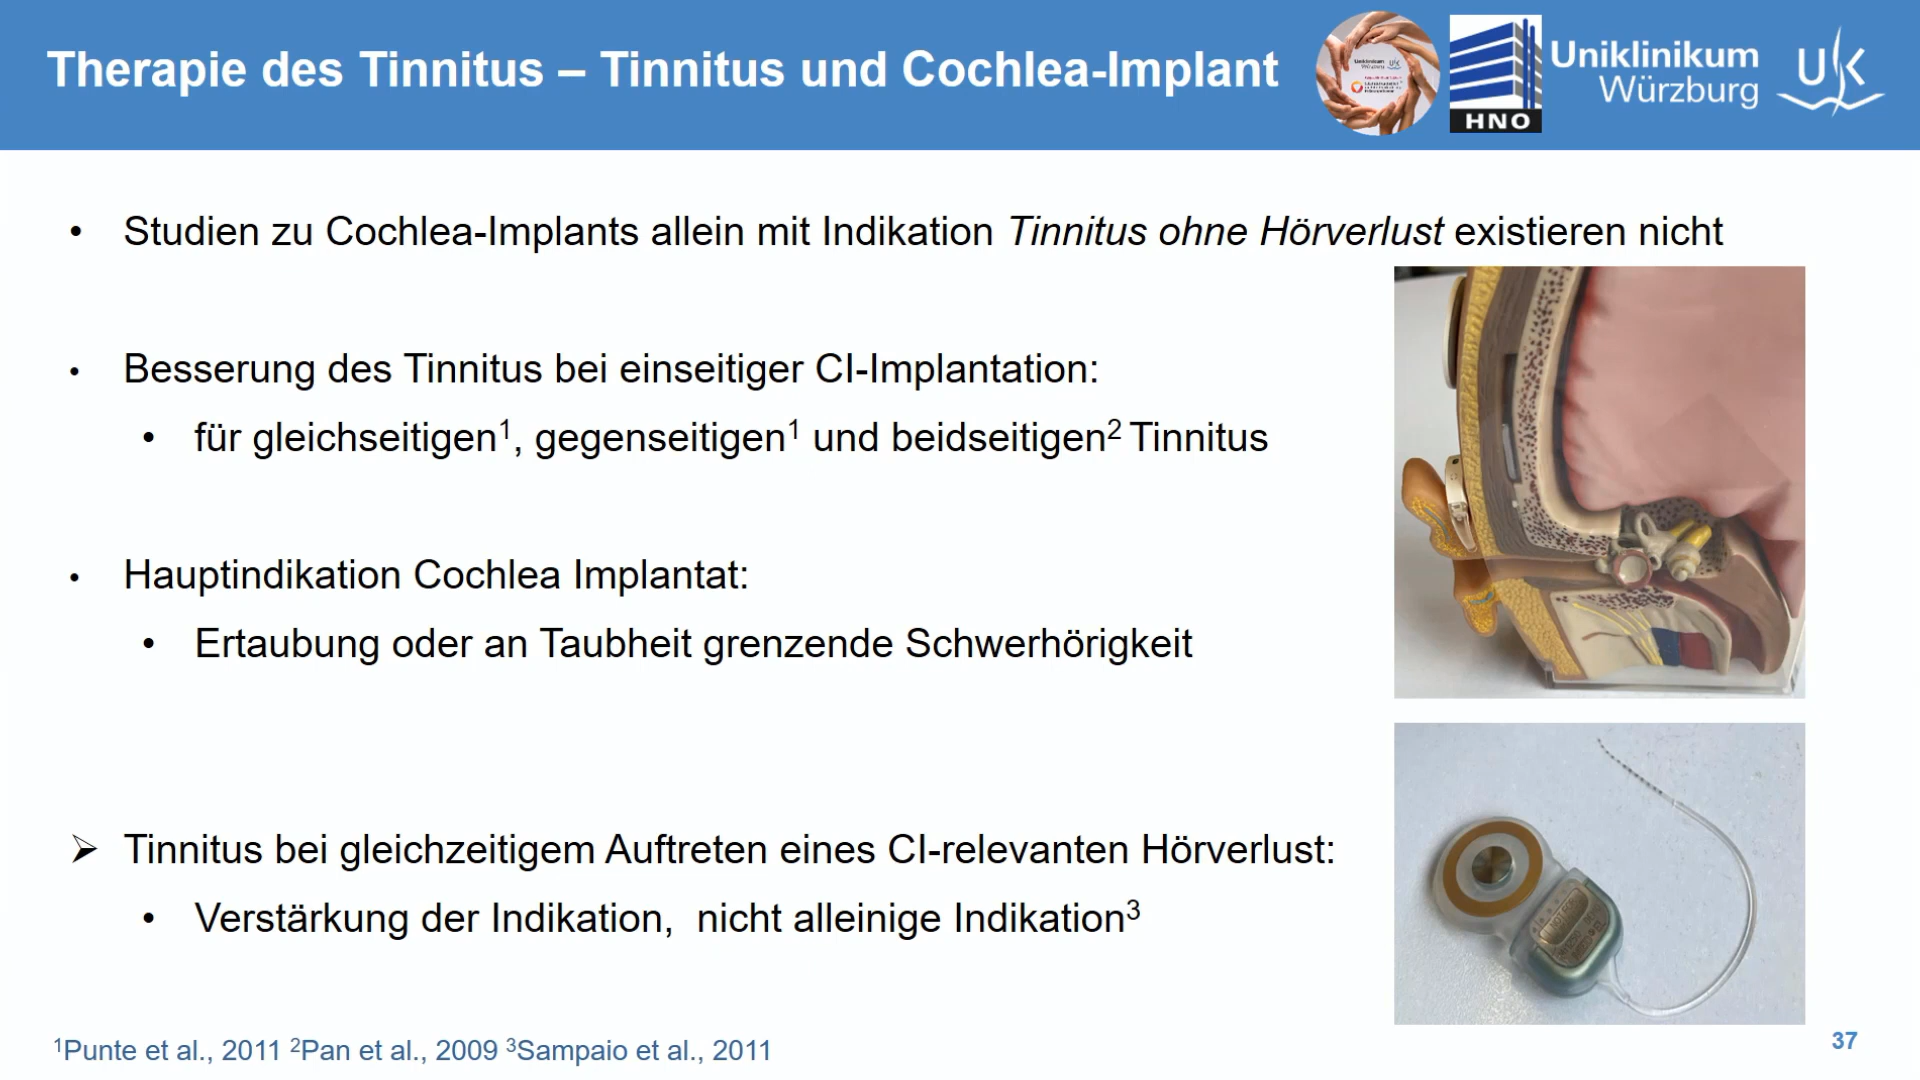 Therapie des Tinnitus – Tinnitus und Cochlea-Implant
Uniklinikum
Würzburg
HNO
UK
• Studien zu Cochlea-Implants allein mit Indikation Tinnitus ohne Hörverlust existieren nicht
• Besserung des Tinnitus bei einseitiger CI-Implantation:
• für gleichseitigen¹, gegenseitigen¹ und beidseitigen² Tinnitus
• Hauptindikation Cochlea Implantat:
• Ertaubung oder an Taubheit grenzende Schwerhörigkeit
➢ Tinnitus bei gleichzeitigem Auftreten eines CI-relevanten Hörverlust:
• Verstärkung der Indikation, nicht alleinige Indikation³
¹Punte et al., 2011 ²Pan et al., 2009 ³Sampaio et al., 2011
37